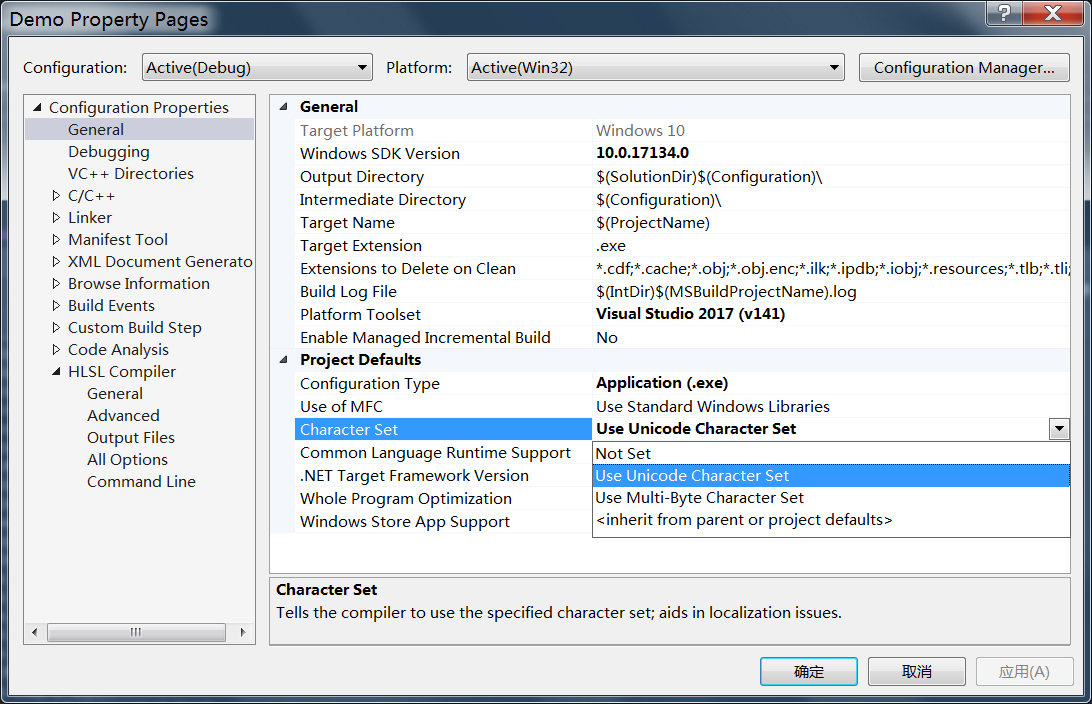 Demo Property Pages
Configuration: Active(Debug) Platform: Active(Win32) Configuration Manager...
Configuration Properties
General
Debugging
VC++ Directories
C/C++
Linker
Manifest Tool
XML Document Generato
Browse Information
Build Events
Custom Build Step
Code Analysis
HLSL Compiler
General
Advanced
Output Files
All Options
Command Line
General
Target Platform Windows 10
Windows SDK Version 10.0.17134.0
Output Directory $(SolutionDir)$(Configuration)\
Intermediate Directory $(Configuration)\
Target Name $(ProjectName)
Target Extension .exe
Extensions to Delete on Clean *.cdf;*.cache;*.obj;*.obj.enc;*.ilk;*.ipdb;*.iobj;*.resources;*.tlb;*.tli;
Build Log File $(IntDir)$(MSBuildProjectName).log
Platform Toolset Visual Studio 2017 (v141)
Enable Managed Incremental Build No
Project Defaults
Configuration Type Application (.exe)
Use of MFC Use Standard Windows Libraries
Character Set Use Unicode Character Set
Common Language Runtime Support
.NET Target Framework Version
Whole Program Optimization
Windows Store App Support
Not Set
Use Unicode Character Set
Use Multi-Byte Character Set
<inherit from parent or project defaults>
Character Set
Tells the compiler to use the specified character set; aids in localization issues.
确定 取消 应用(A)